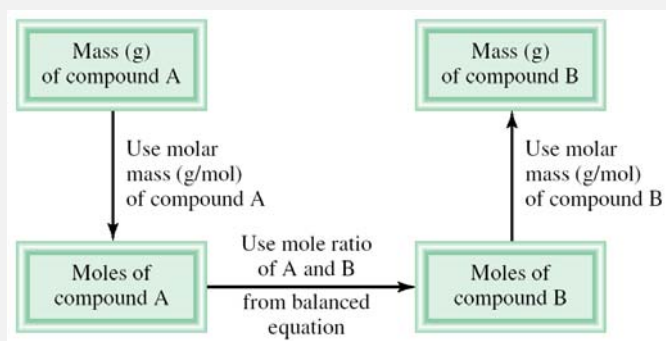 Mass (g)
of compound A
Mass (g)
of compound B
Use molar
mass (g/mol)
of compound A
Use molar
mass (g/mol)
of compound B
Moles of
compound A
Use mole ratio
of A and B
from balanced
equation
Moles of
compound B